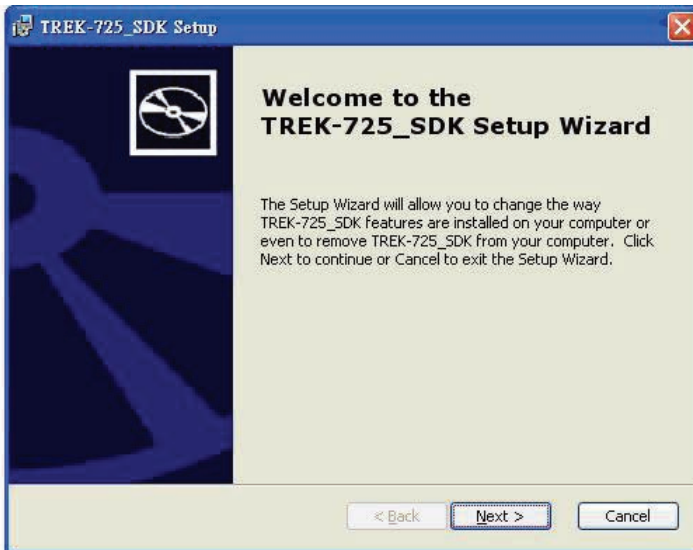 TREK-725_SDK Setup
Welcome to the
TREK-725_SDK Setup Wizard
The Setup Wizard will allow you to change the way
TREK-725_SDK features are installed on your computer or
even to remove TREK-725_SDK from your computer.  Click
Next to continue or Cancel to exit the Setup Wizard.
< Back
Next >
Cancel